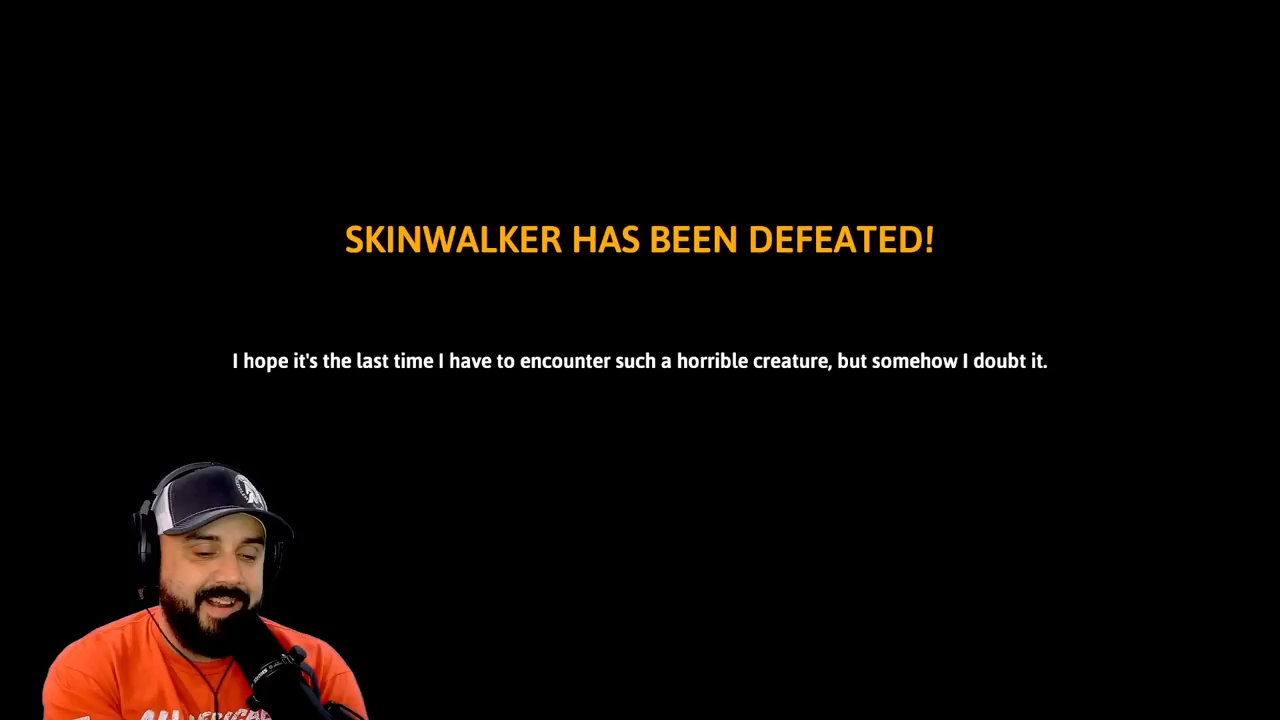 SKINWALKER HAS BEEN DEFEATED!
I hope it's the last time I have to encounter such a horrible creature, but somehow I doubt it.